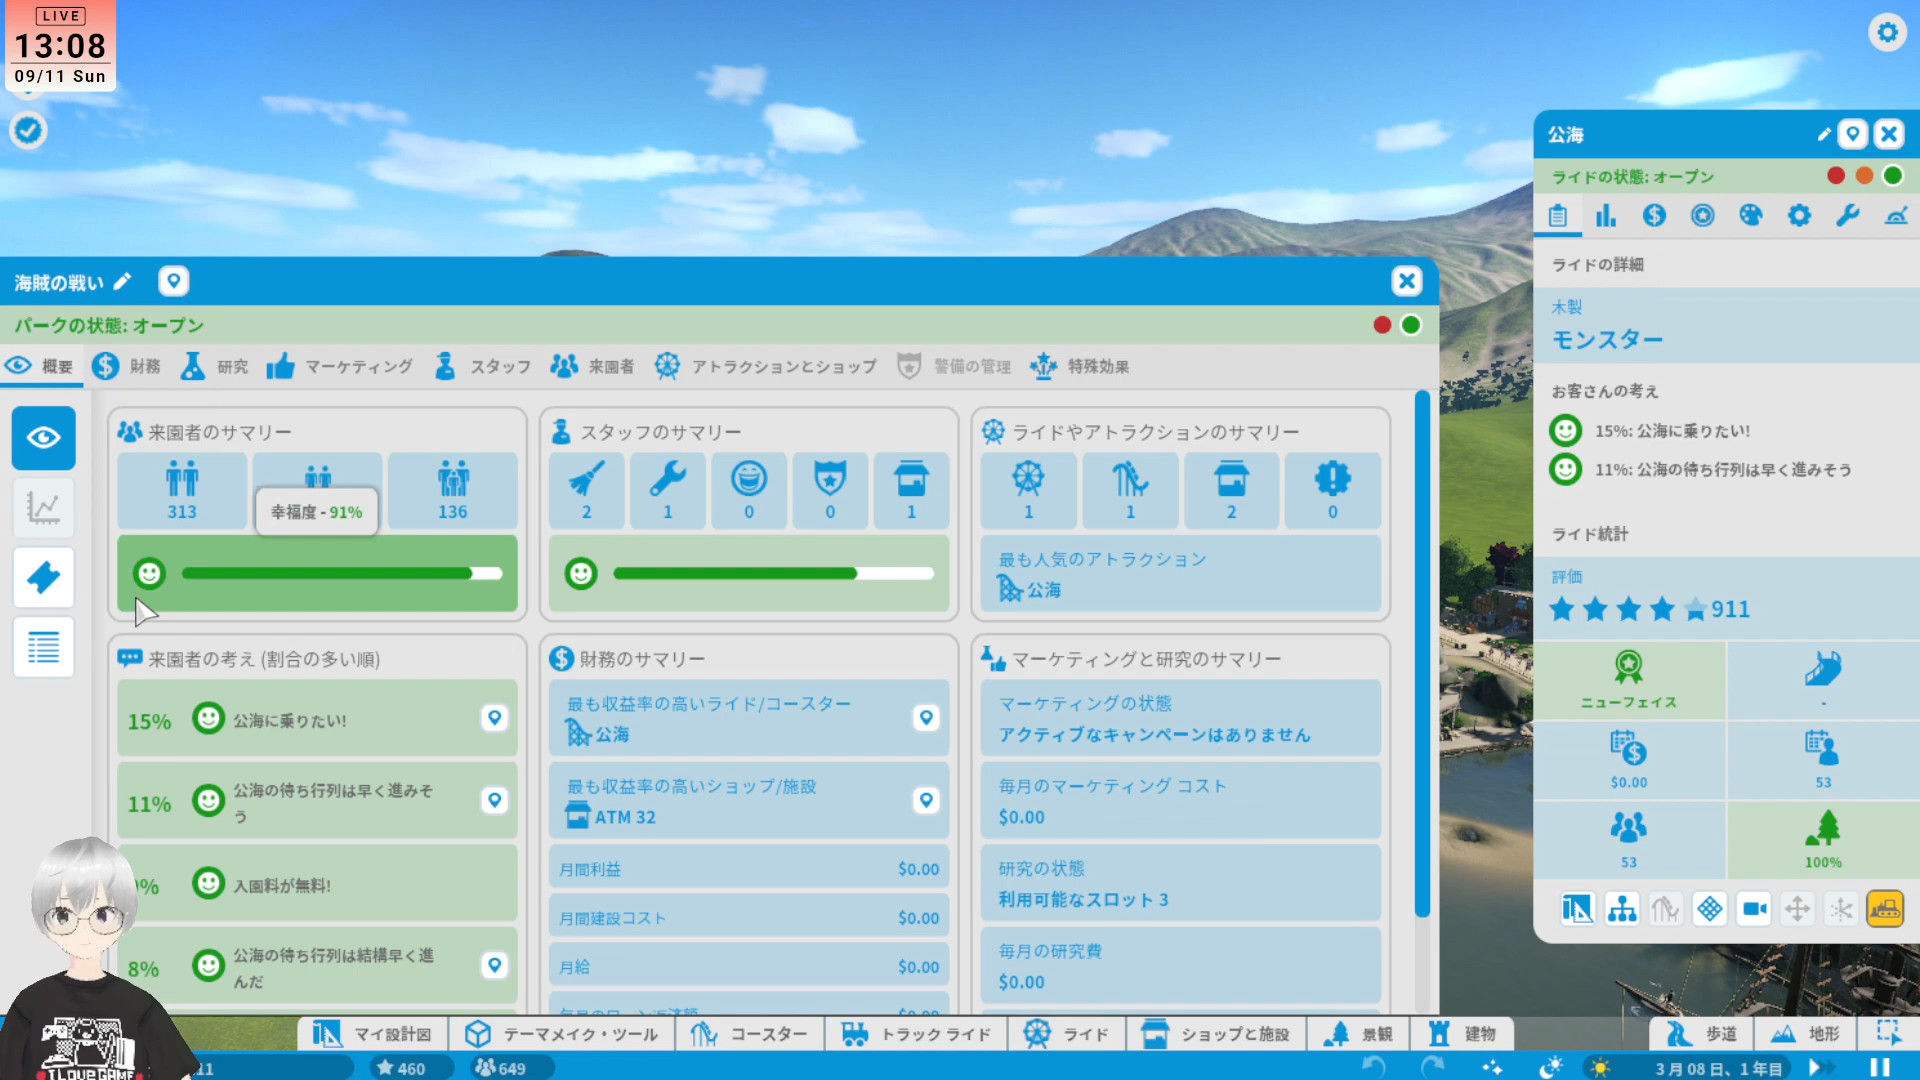 LIVE
13:08
09/11 Sun
海賊の戦い
パークの状態: オープン
概要
財務
研究
マーケティング
スタッフ
来園者
アトラクションとショップ
警備の管理
特殊効果
来園者のサマリー
313
136
幸福度 - 91%
スタッフのサマリー
2
1
0
0
1
ライドやアトラクションのサマリー
1
1
2
0
最も人気のアトラクション
公海
来園者の考え (割合の多い順)
15%
公海に乗りたい!
11%
公海の待ち行列は早く進みそ
う
%
入園料が無料!
8%
公海の待ち行列は結構早く進
んだ
財務のサマリー
最も収益率の高いライド/コースター
公海
最も収益率の高いショップ/施設
ATM 32
月間利益
$0.00
月間建設コスト
$0.00
月給
$0.00
マーケティングと研究のサマリー
マーケティングの状態
アクティブなキャンペーンはありません
毎月のマーケティング コスト
$0.00
研究の状態
利用可能なスロット 3
毎月の研究費
$0.00
公海
ライドの状態: オープン
ライドの詳細
木製
モンスター
お客さんの考え
15%: 公海に乗りたい!
11%: 公海の待ち行列は早く進みそう
ライド統計
評価
911
ニューフェイス
-
$0.00
53
53
100%
マイ設計図
テーマメイク・ツール
コースター
トラック ライド
ライド
ショップと施設
景観
建物
歩道
地形
11
460
649
3月 08日、1 年目
I LOVE GAME